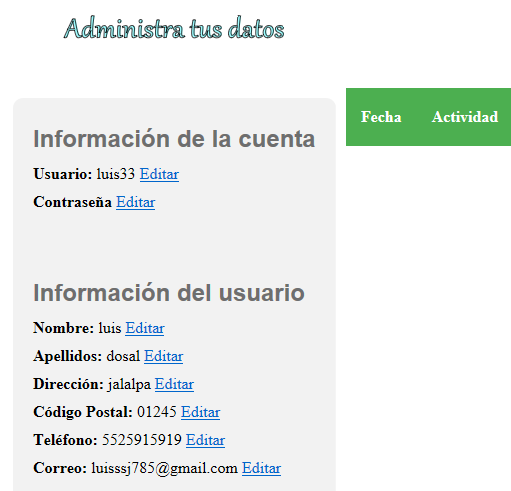 Administra tus datos
Información de la cuenta
Usuario: luis33 Editar
Contraseña Editar
Información del usuario
Nombre: luis Editar
Apellidos: dosal Editar
Dirección: jalalpa Editar
Código Postal: 01245 Editar
Teléfono: 5525915919 Editar
Correo: luisssj785@gmail.com Editar
Fecha Actividad